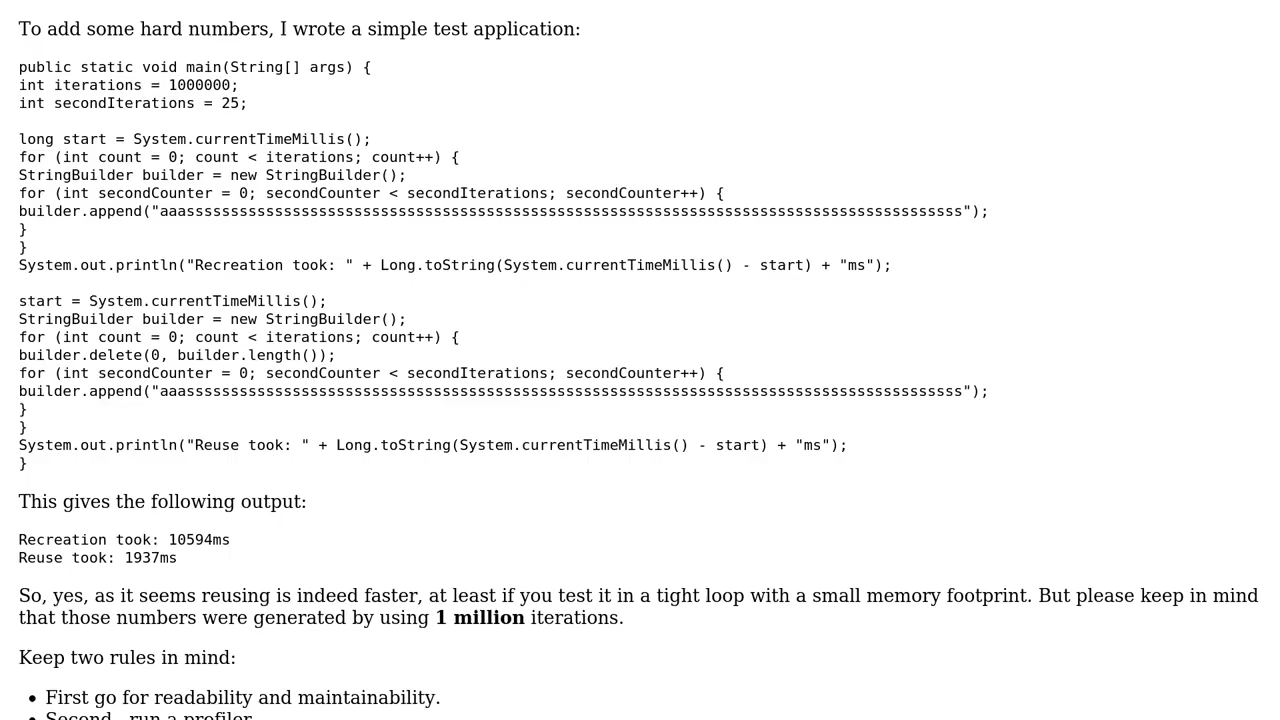 To add some hard numbers, I wrote a simple test application:
public static void main(String[] args) {
int iterations = 1000000;
int secondIterations = 25;
long start = System.currentTimeMillis();
for (int count = 0; count < iterations; count++) {
StringBuilder builder = new StringBuilder();
for (int secondCounter = 0; secondCounter < secondIterations; secondCounter++) {
builder.append("aaassssssssssssssssssssssssssssssssssssssssssssssssssssssssssssssssssssssssssssssssssssssss");
}
}
System.out.println("Recreation took: " + Long.toString(System.currentTimeMillis() - start) + "ms");
start = System.currentTimeMillis();
StringBuilder builder = new StringBuilder();
for (int count = 0; count < iterations; count++) {
builder.delete(0, builder.length());
for (int secondCounter = 0; secondCounter < secondIterations; secondCounter++) {
builder.append("aaassssssssssssssssssssssssssssssssssssssssssssssssssssssssssssssssssssssssssssssssssssssss");
}
}
System.out.println("Reuse took: " + Long.toString(System.currentTimeMillis() - start) + "ms");
}
This gives the following output:
Recreation took: 10594ms
Reuse took: 1937ms
So, yes, as it seems reusing is indeed faster, at least if you test it in a tight loop with a small memory footprint. But please keep in mind
that those numbers were generated by using 1 million iterations.
Keep two rules in mind:
• First go for readability and maintainability.
• Second, run a profiler.